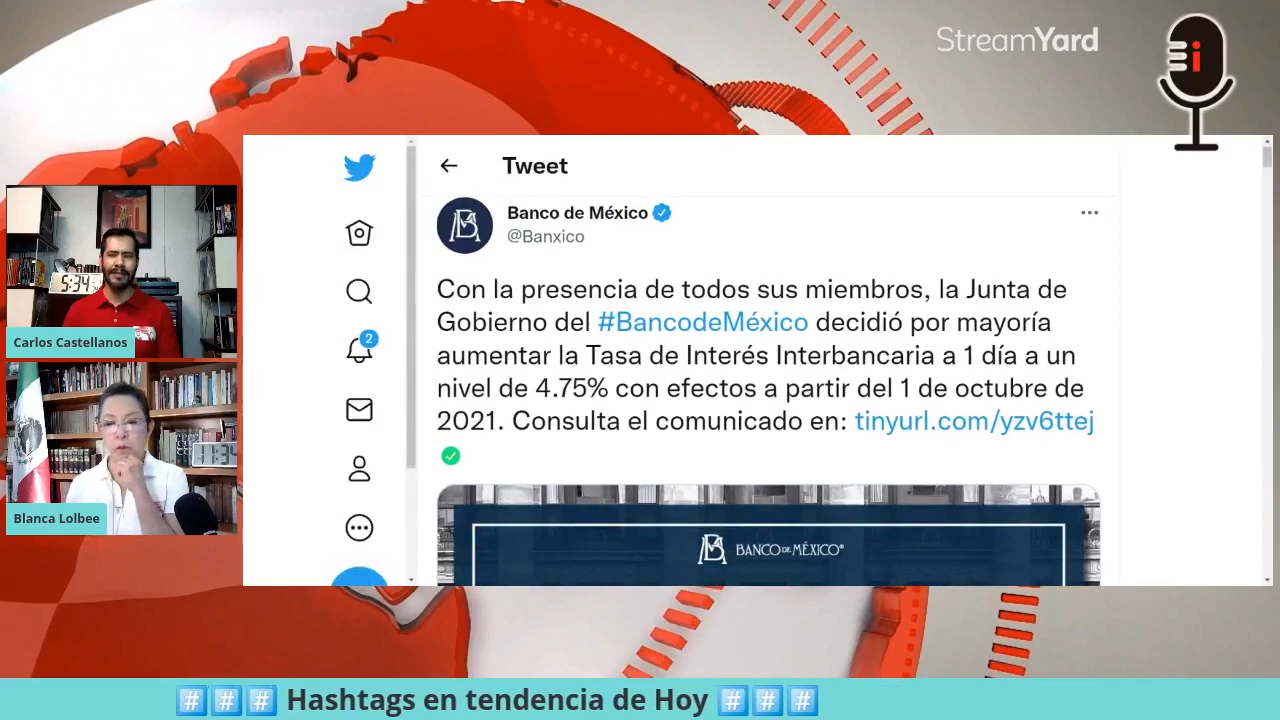 StreamYard
i
Tweet
Banco de México
@Banxico
Con la presencia de todos sus miembros, la Junta de
Gobierno del #BancodeMéxico decidió por mayoría
aumentar la Tasa de Interés Interbancaria a 1 día a un
nivel de 4.75% con efectos a partir del 1 de octubre de
2021. Consulta el comunicado en: tinyurl.com/yzv6ttej
2
BANCO DE MÉXICO®
5:34
Carlos Castellanos
Blanca Lolbee
#️⃣#️⃣#️⃣ Hashtags en tendencia de Hoy #️⃣#️⃣#️⃣